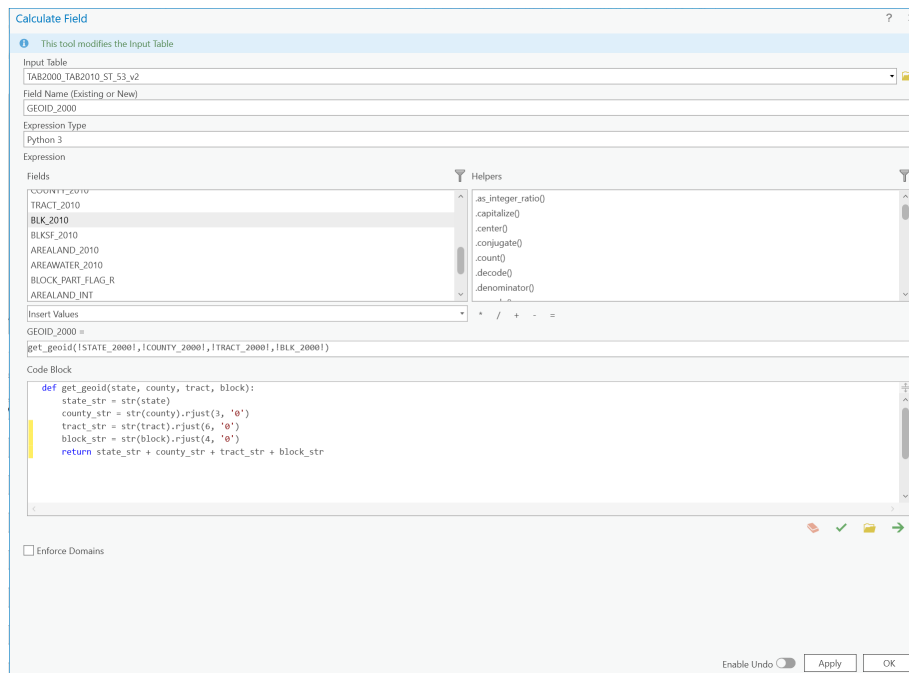 Calculate Field
?
This tool modifies the Input Table
Input Table
TAB2000_TAB2010_ST_53_v2
Field Name (Existing or New)
GEOID_2000
Expression Type
Python 3
Expression
Fields
Helpers
COUNTY_2010
TRACT_2010
BLK_2010
BLKSF_2010
AREALAND_2010
AREAWATER_2010
BLOCK_PART_FLAG_R
AREALAND_INT
.as_integer_ratio()
.capitalize()
.center()
.conjugate()
.count()
.decode()
.denominator()
Insert Values
* / + - =
GEOID_2000 =
get_geoid(!STATE_2000!,!COUNTY_2000!,!TRACT_2000!,!BLK_2000!)
Code Block
def get_geoid(state, county, tract, block):
    state_str = str(state)
    county_str = str(county).rjust(3, '0')
    tract_str = str(tract).rjust(6, '0')
    block_str = str(block).rjust(4, '0')
    return state_str + county_str + tract_str + block_str
Enforce Domains
Enable Undo
Apply
OK